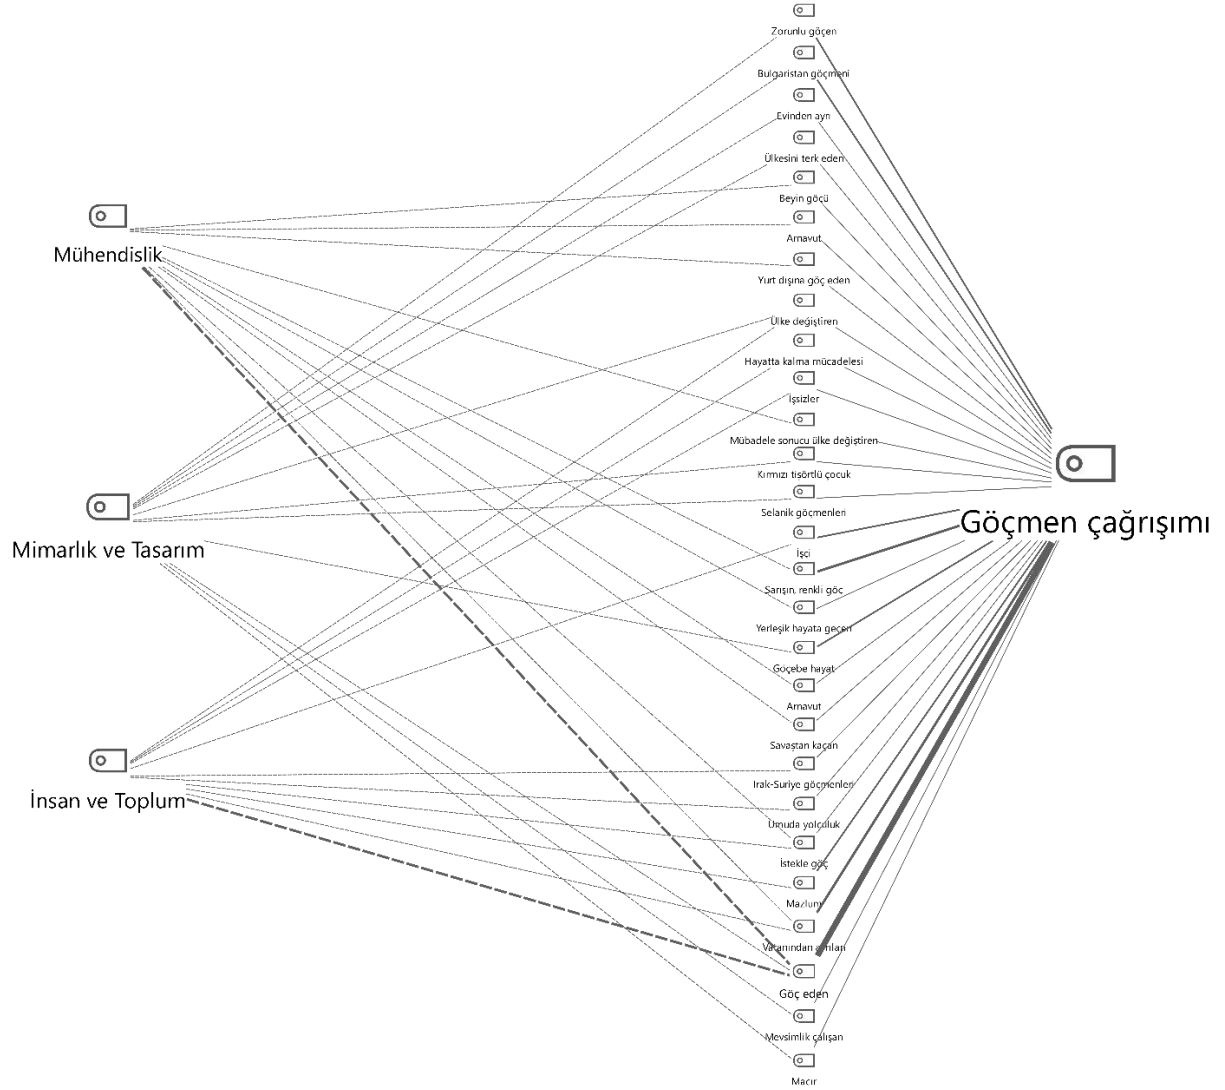 Zorunlu göçen
Bulgaristan göçmeni
Evinden ayrı
Ülkesini terk eden
Beyin göçü
Mühendislik
Arnavut
Yurt dışına göç eden
Ülke değiştiren
Hayatta kalma mücadelesi
İşsizler
Mübadele sonucu ülke değiştiren
Kırmızı tisörtlü çocuk
Selanik göçmenleri
Göçmen çağrışımı
Mimarlık ve Tasarım
İşçi
Sarışın, renkli göç
Yerleşik hayata geçen
Göçebe hayat
Arnavut
Savaştan kaçan
Irak-Suriye göçmenleri
İnsan ve Toplum
Umuda yolculuk
İstekle göç
Mazlum
Vatanından ayrılan
Göç eden
Mevsimlik çalışan
Macır